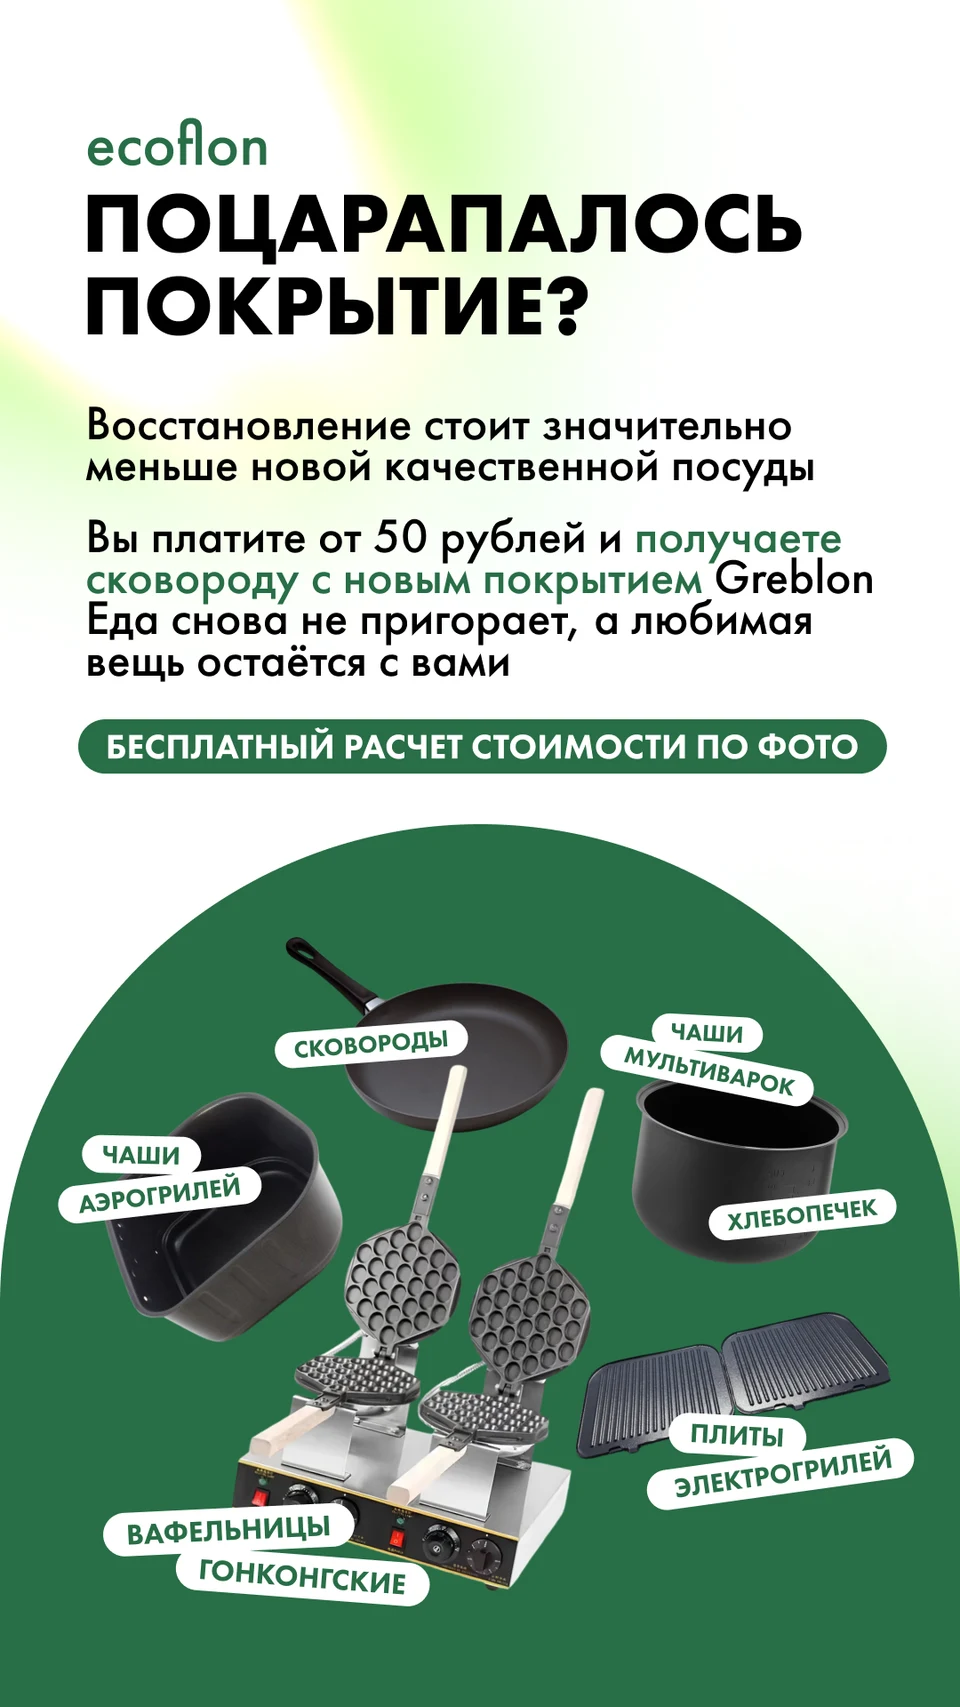 ecoflon
ПОЦАРАПАЛОСЬ
ПОКРЫТИЕ?
Восстановление стоит значительно
меньше новой качественной посуды
Вы платите от 50 рублей и получаете
сковороду с новым покрытием Greblon
Еда снова не пригорает, а любимая
вещь остаётся с вами
БЕСПЛАТНЫЙ РАСЧЕТ СТОИМОСТИ ПО ФОТО
СКОВОРОДЫ
ЧАШИ
МУЛЬТИВАРОК
ЧАШИ
АЭРОГРИЛЕЙ
ХЛЕБОПЕЧЕК
ПЛИТЫ
ЭЛЕКТРОГРИЛЕЙ
ВАФЕЛЬНИЦЫ
ГОНКОНГСКИЕ